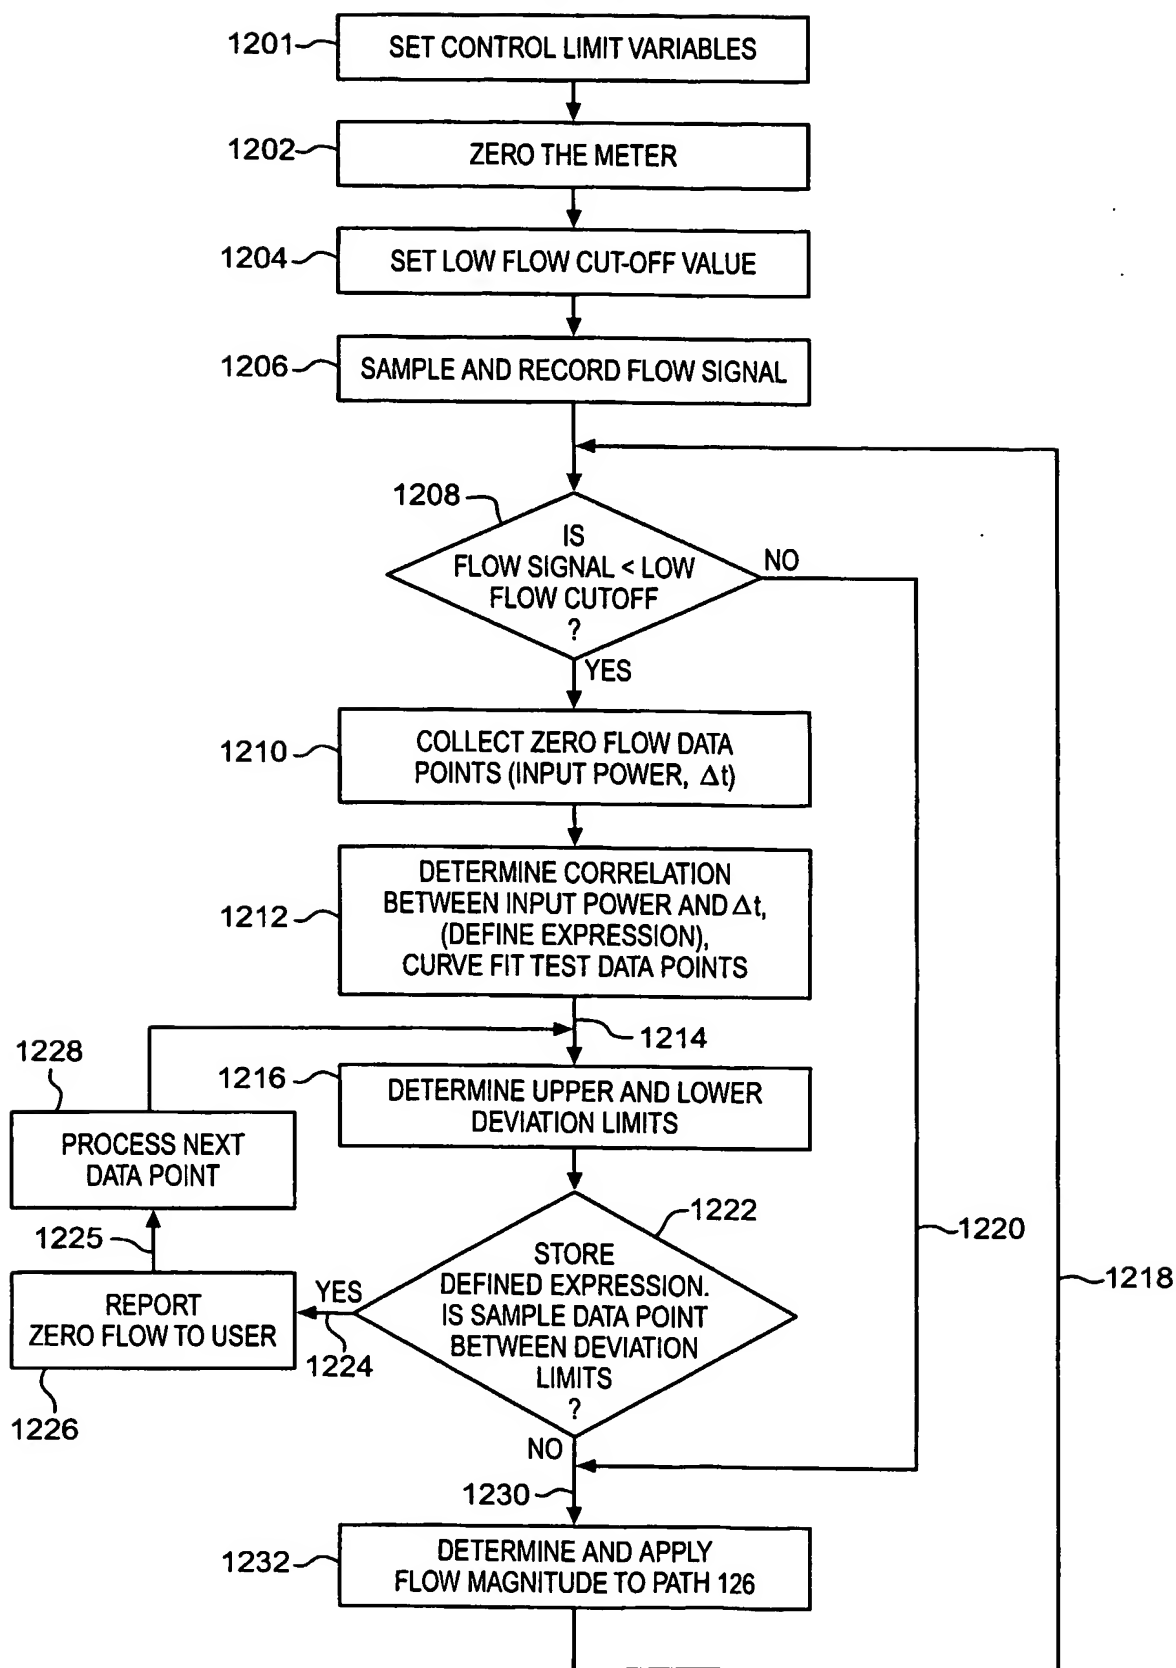 1201
SET CONTROL LIMIT VARIABLES
1202
ZERO THE METER
1204
SET LOW FLOW CUT-OFF VALUE
1206
SAMPLE AND RECORD FLOW SIGNAL
1208
IS
FLOW SIGNAL < LOW
FLOW CUTOFF
?
NO
YES
1210
COLLECT ZERO FLOW DATA
POINTS (INPUT POWER, Δt)
1212
DETERMINE CORRELATION
BETWEEN INPUT POWER AND Δt,
(DEFINE EXPRESSION),
CURVE FIT TEST DATA POINTS
1214
1228
PROCESS NEXT
DATA POINT
1216
DETERMINE UPPER AND LOWER
DEVIATION LIMITS
1222
1220
1218
1225
STORE
DEFINED EXPRESSION.
IS SAMPLE DATA POINT
BETWEEN DEVIATION
LIMITS
?
YES
1224
REPORT
ZERO FLOW TO USER
1226
NO
1230
1232
DETERMINE AND APPLY
FLOW MAGNITUDE TO PATH 126